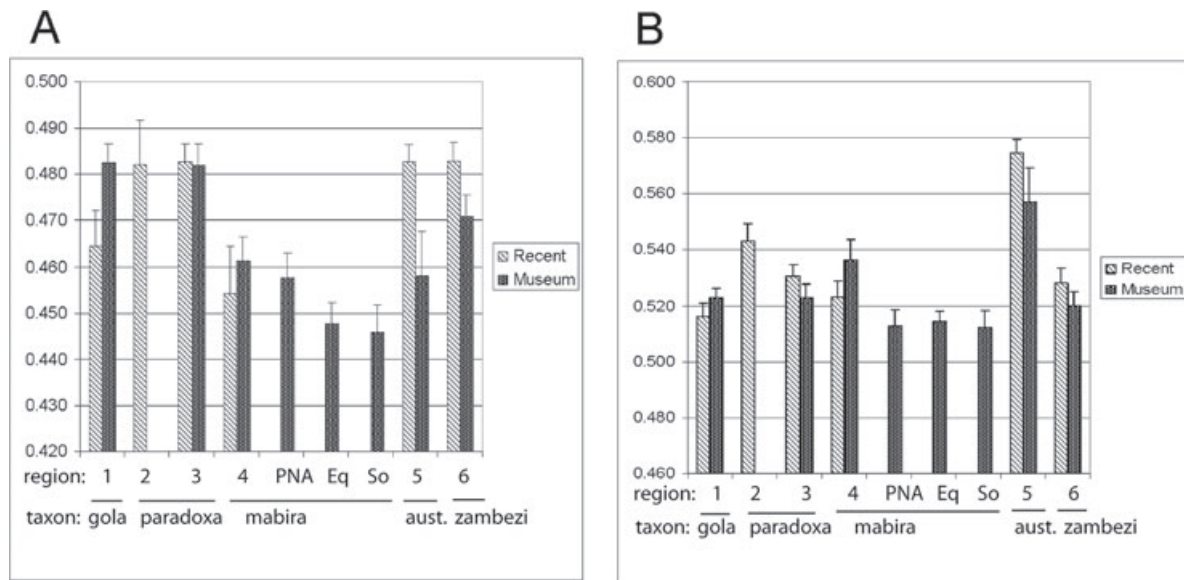 A
0.500
0.490
0.480
0.470
0.460
0.450
0.440
0.430
0.420
Recent
Museum
region: 1 2 3 4 PNA Eq So 5 6
taxon: gola paradoxa mabira aust. zambezi
B
0.600
0.580
0.560
0.540
0.520
0.500
0.480
0.460
Recent
Museum
region: 1 2 3 4 PNA Eq So 5 6
taxon: gola paradoxa mabira aust. zambezi